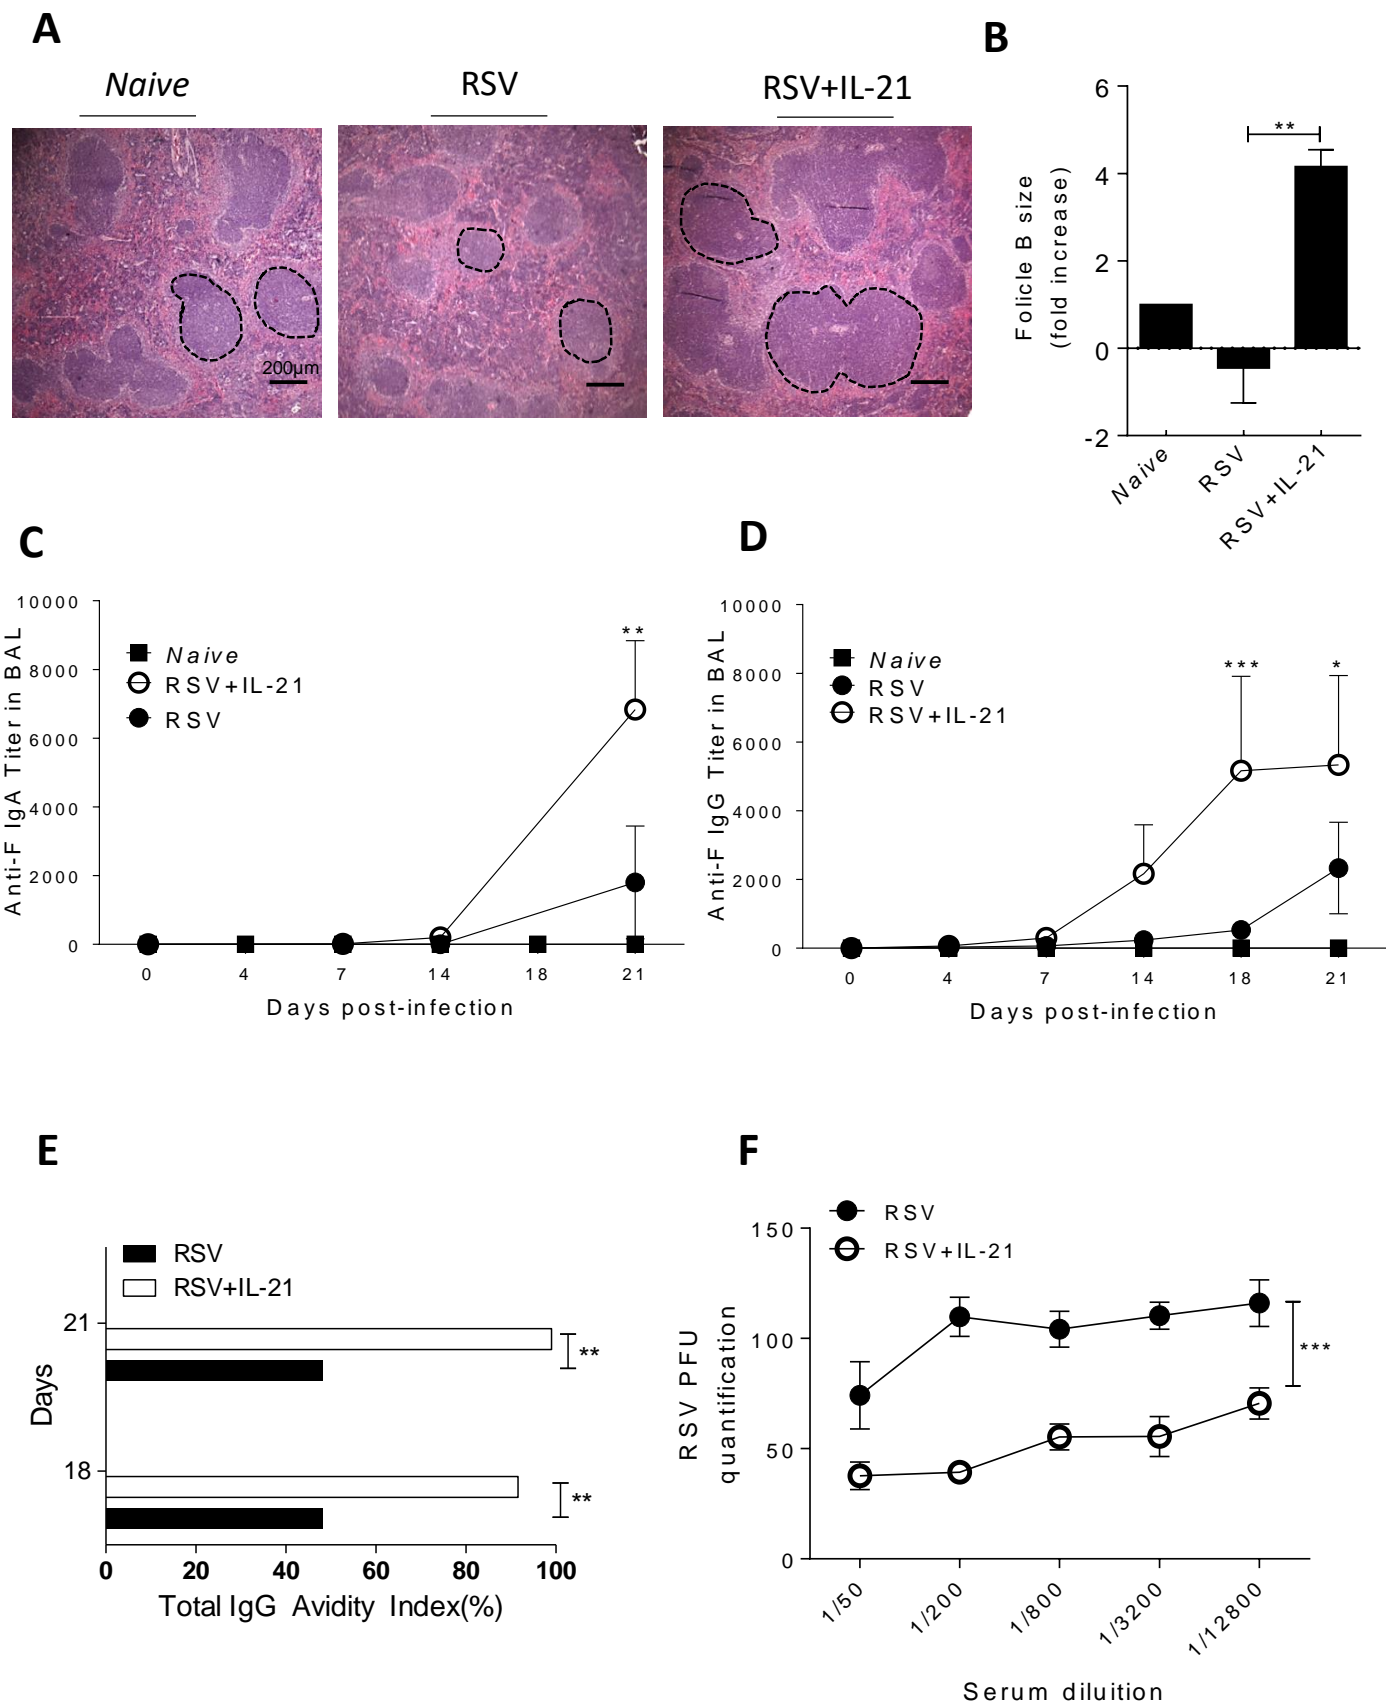 A
Naive
RSV
RSV+IL-21
200µm
B
Folicle B size
(fold increase)
6
4
2
0
-2
**
Naive
RSV
RSV+IL-21
C
Anti-F IgA Titer in BAL
10000
8000
6000
4000
2000
0
Naive
RSV+IL-21
RSV
**
0 4 7 14 18 21
Days post-infection
D
Anti-F IgG Titer in BAL
10000
8000
6000
4000
2000
0
Naive
RSV
RSV+IL-21
***
*
0 4 7 14 18 21
Days post-infection
E
RSV
RSV+IL-21
Days
21
18
**
**
0 20 40 60 80 100
Total IgG Avidity Index(%)
F
RSV
RSV+IL-21
RSV PFU
quantification
150
100
50
0
***
1/50
1/200
1/800
1/3200
1/12800
Serum diluition